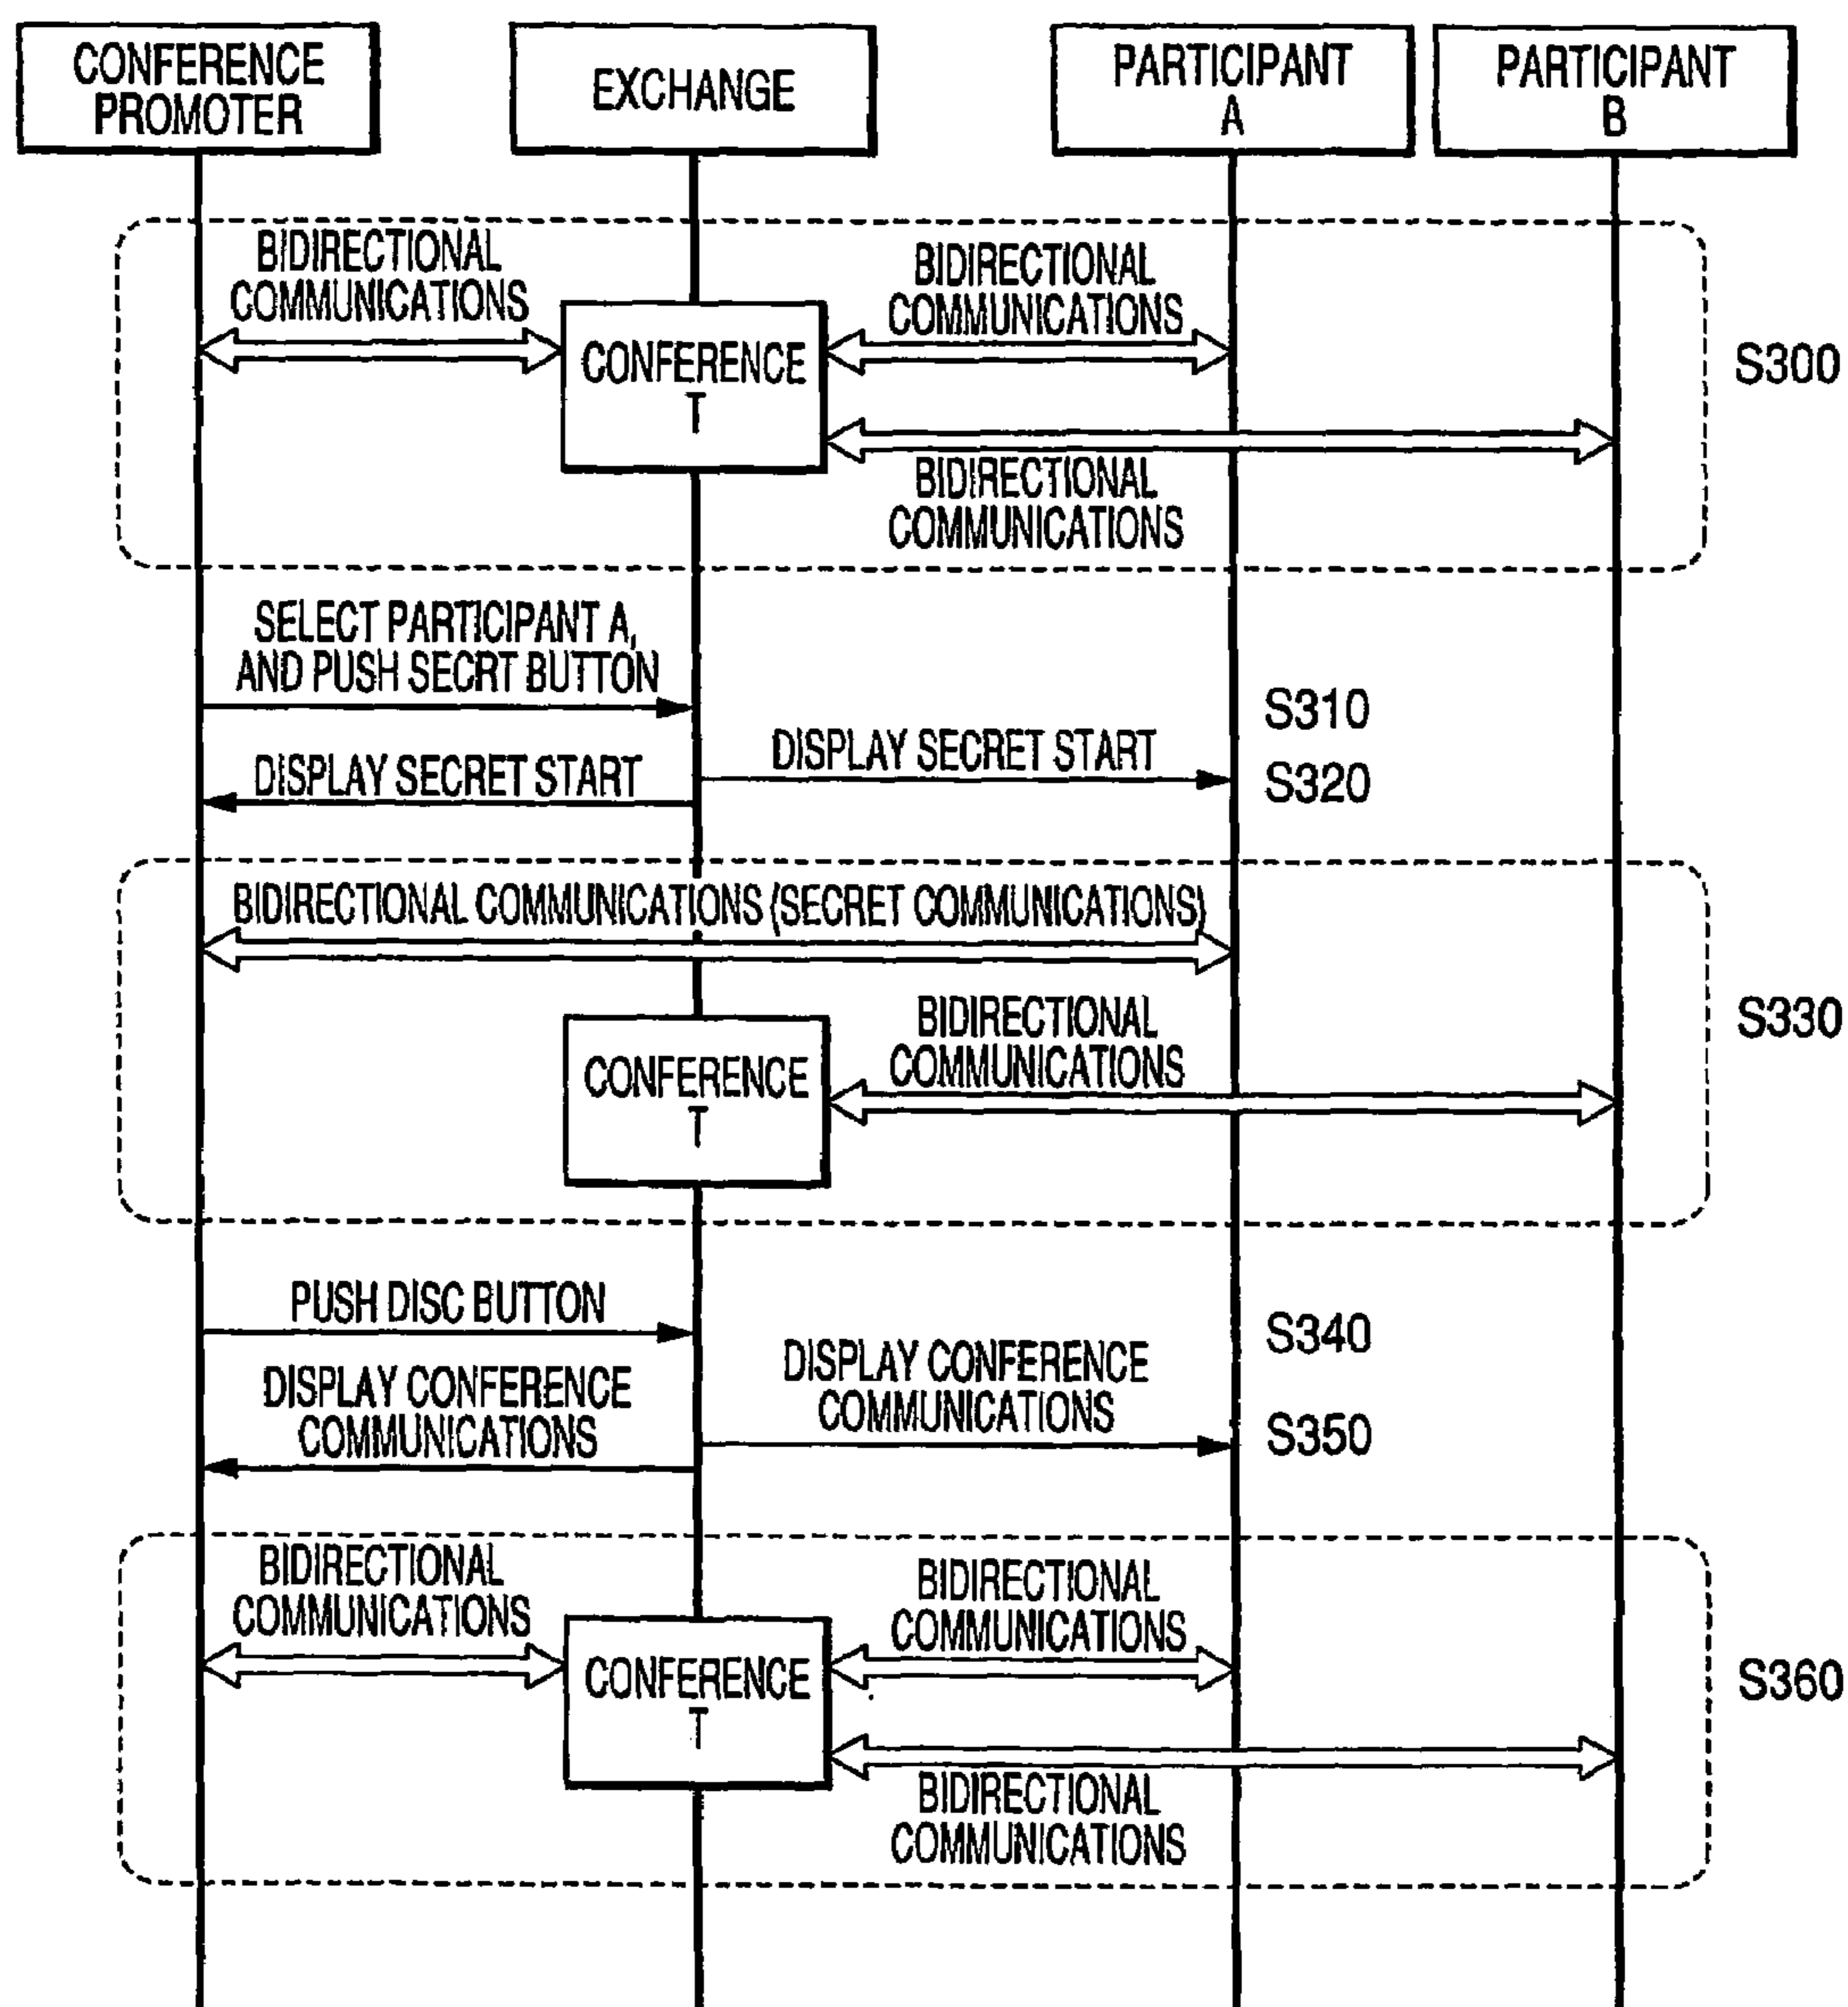 CONFERENCE
PROMOTER
EXCHANGE
PARTICIPANT
A
PARTICIPANT
B
BIDIRECTIONAL
COMMUNICATIONS
BIDIRECTIONAL
COMMUNICATIONS
CONFERENCE
T
S300
BIDIRECTIONAL
COMMUNICATIONS
SELECT PARTICIPANT A,
AND PUSH SECRT BUTTON
S310
DISPLAY SECRET START
DISPLAY SECRET START
S320
BIDIRECTIONAL COMMUNICATIONS (SECRET COMMUNICATIONS)
BIDIRECTIONAL
COMMUNICATIONS
S330
CONFERENCE
T
PUSH DISC BUTTON
S340
DISPLAY CONFERENCE
COMMUNICATIONS
DISPLAY CONFERENCE
COMMUNICATIONS
S350
BIDIRECTIONAL
COMMUNICATIONS
BIDIRECTIONAL
COMMUNICATIONS
CONFERENCE
T
S360
BIDIRECTIONAL
COMMUNICATIONS